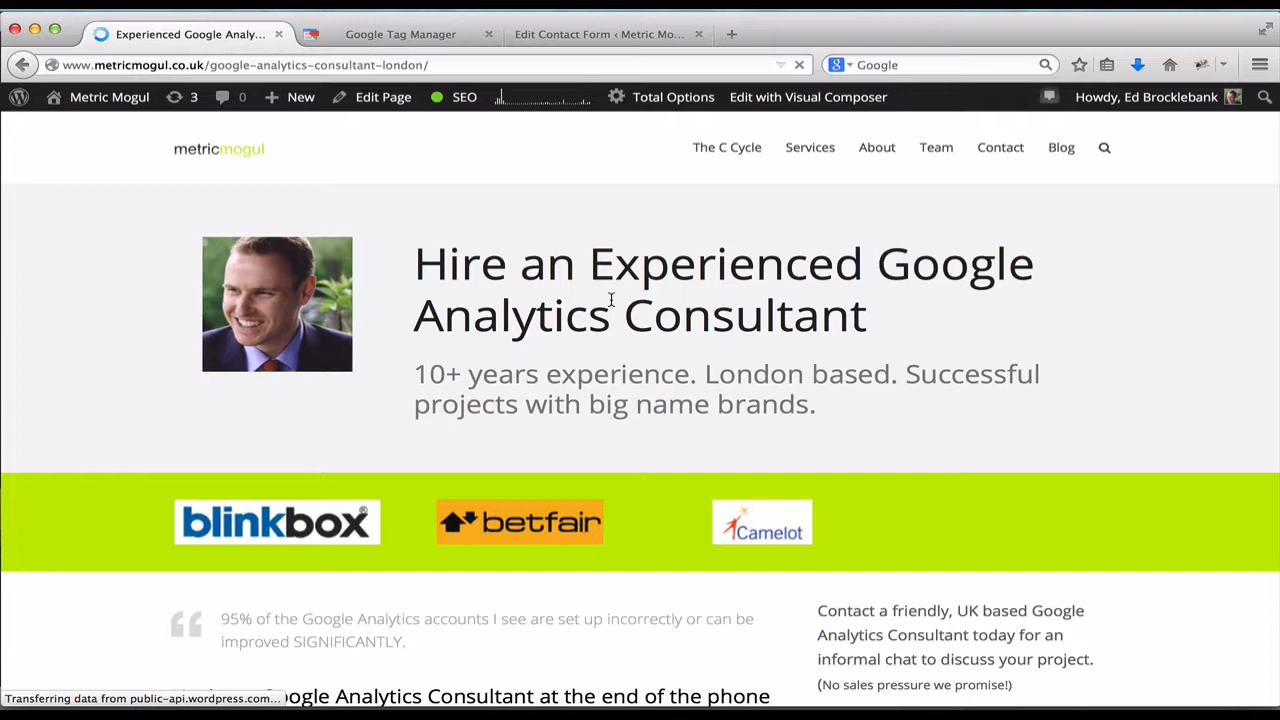 Experienced Google Analy...
Google Tag Manager
Edit Contact Form ‹ Metric Mo...
www.metricmogul.co.uk/google-analytics-consultant-london/
Google
Metric Mogul 3 0 New Edit Page SEO Total Options Edit with Visual Composer Howdy, Ed Brocklebank
metricmogul
The C Cycle Services About Team Contact Blog
Hire an Experienced Google
Analytics Consultant
10+ years experience. London based. Successful
projects with big name brands.
blinkbox®
betfair
Camelot
95% of the Google Analytics accounts I see are set up incorrectly or can be
improved SIGNIFICANTLY.
Contact a friendly, UK based Google
Analytics Consultant today for an
informal chat to discuss your project.
(No sales pressure we promise!)
Google Analytics Consultant at the end of the phone
Transferring data from public-api.wordpress.com...